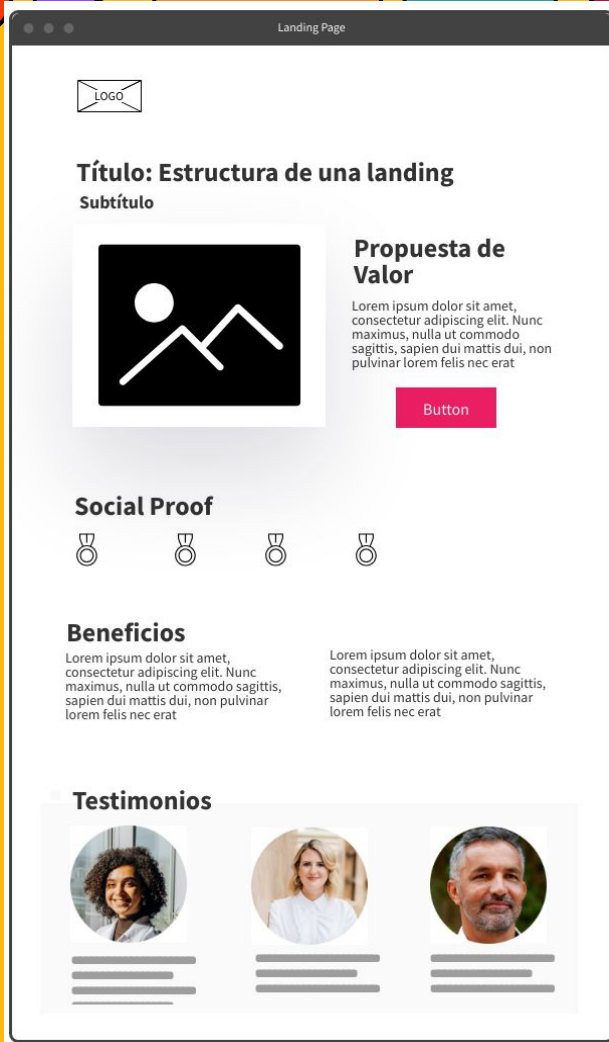 Landing Page
LOGO
Título: Estructura de una landing
Subtítulo
Propuesta de
Valor
Lorem ipsum dolor sit amet,
consectetur adipiscing elit. Nunc
maximus, nulla ut commodo
sagittis, sapien dui mattis dui, non
pulvinar lorem felis nec erat
Button
Social Proof
Beneficios
Lorem ipsum dolor sit amet,
consectetur adipiscing elit. Nunc
maximus, nulla ut commodo sagittis,
sapien dui mattis dui, non pulvinar
lorem felis nec erat
Lorem ipsum dolor sit amet,
consectetur adipiscing elit. Nunc
maximus, nulla ut commodo sagittis,
sapien dui mattis dui, non pulvinar
lorem felis nec erat
Testimonios